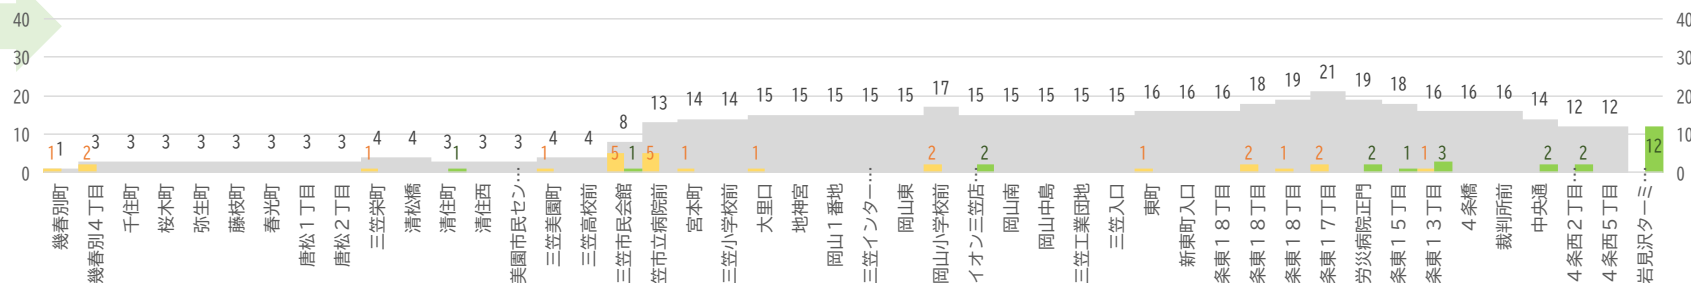 40
30
20
10
0
40
30
20
10
0
1 3 3 3 3 3 3 3 3 4 4 3 3 3 4 4 8 13 14 14 15 15 15 15 15 17 15 15 15 15 15 16 16 16 18 19 21 19 18 16 16 16 14 12 12
1 2 1 1 1 5 1 5 1 1 2 2 1 2 1 2 2 1 1 3 2 2 12
幾春別町
幾春別4丁目
千住町
桜木町
弥生町
藤枝町
春光町
唐松1丁目
唐松2丁目
三笠栄町
清松橋
清住町
清住西
美園市民セン…
三笠美園町
三笠高校前
三笠市民会館
笠市立病院前
宮本町
三笠小学校前
大里口
地神宮
岡山1番地
三笠インター…
岡山東
岡山小学校前
イオン三笠店…
岡山南
岡山中島
三笠工業団地
三笠入口
東町
新東町入口
条東18丁目
条東18丁目
条東18丁目
条東17丁目
労災病院正門
条東15丁目
条東13丁目
4条橋
裁判所前
中央通
4条西2丁目…
4条西5丁目
岩見沢ターミ…